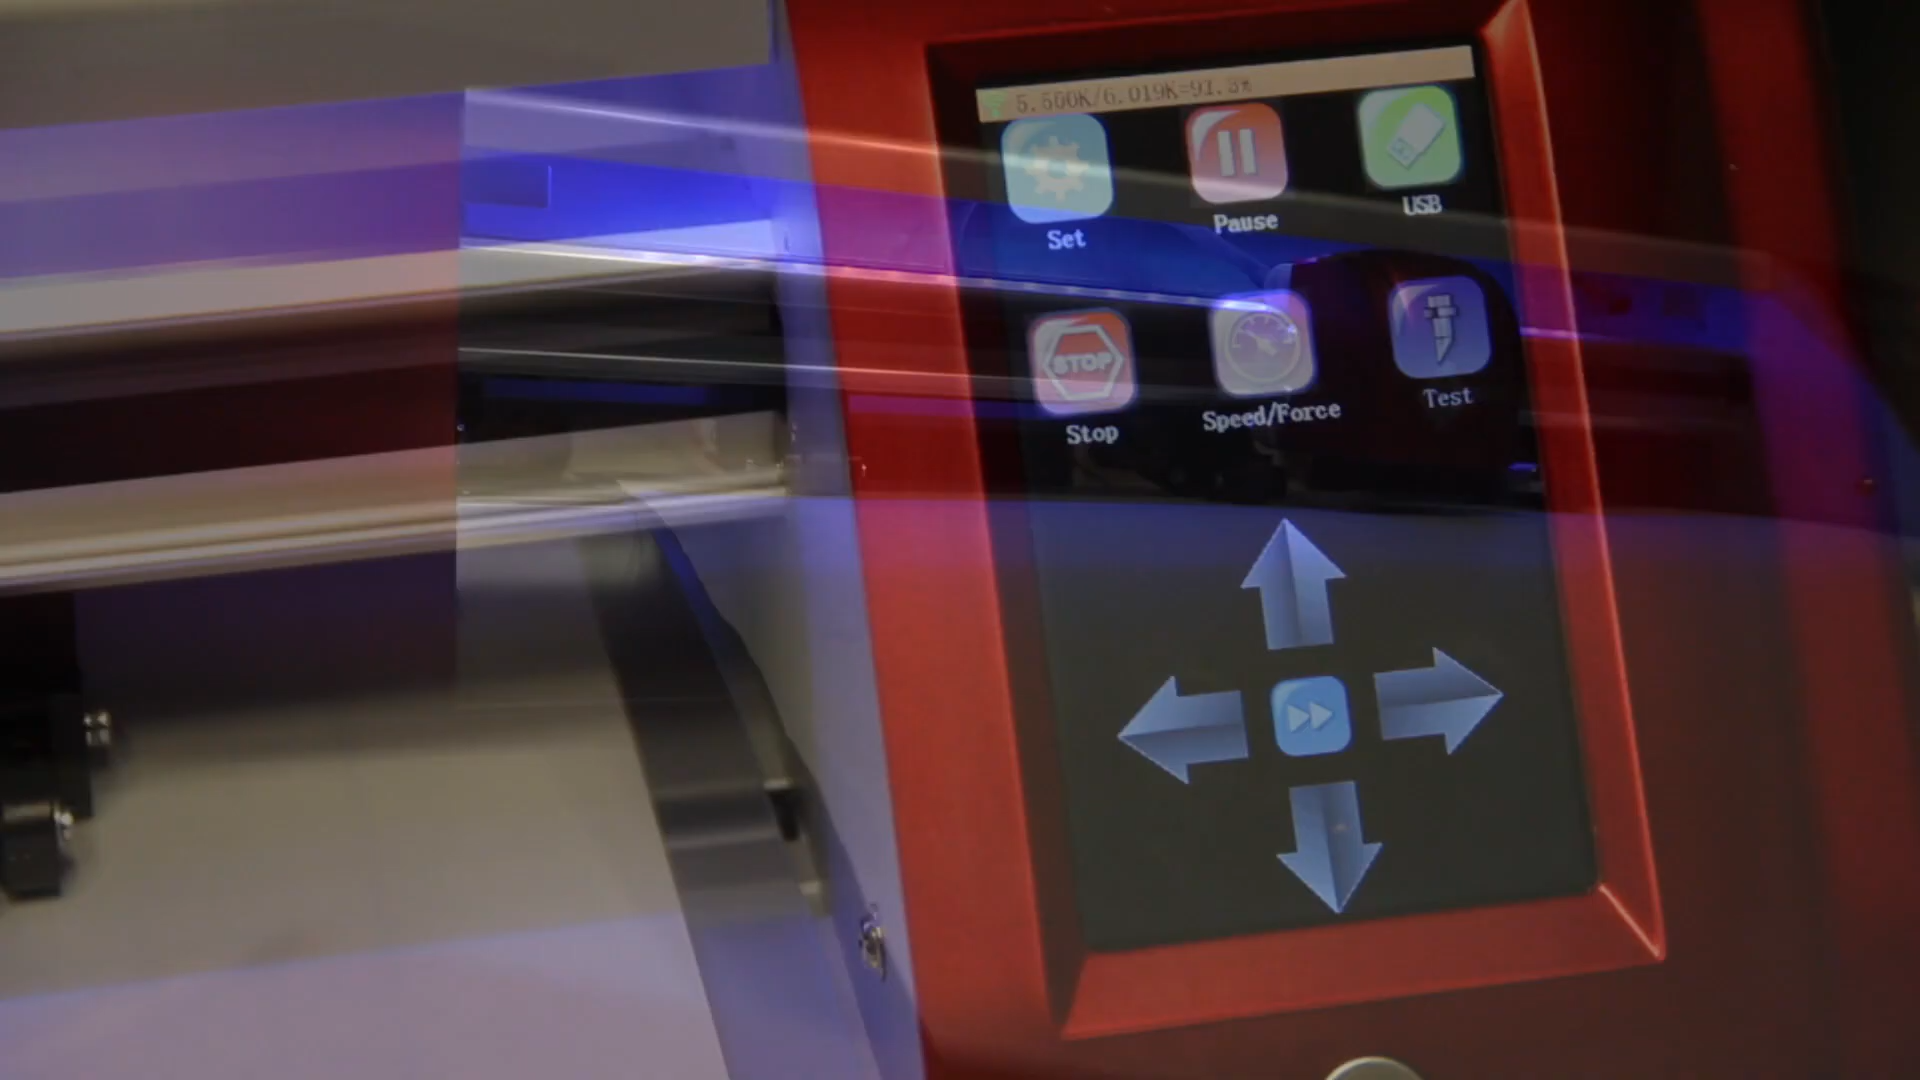 5.500K/6.019K=91.3%
Set
Pause
USB
STOP
Stop
Speed/Force
Test